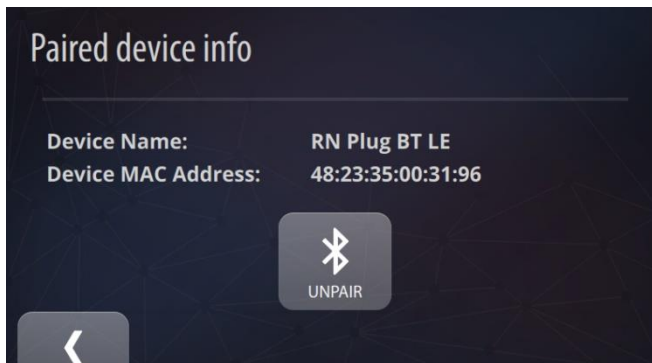 Paired device info
Device Name: RN Plug BT LE
Device MAC Address: 48:23:35:00:31:96
UNPAIR